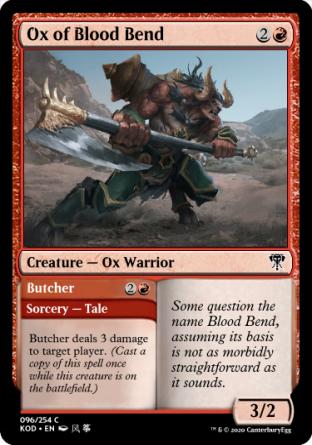 Ox of Blood Bend 2
Creature — Ox Warrior
Butcher 2
Sorcery — Tale
Butcher deals 3 damage
to target player. (Cast a
copy of this spell once
while this creature is on
the battlefield.)
Some question the
name Blood Bend,
assuming its basis
is not as morbidly
straightforward as
it sounds.
3/2
096/254 C
KOD • EN
™ & © 2020 CanterburyEgg